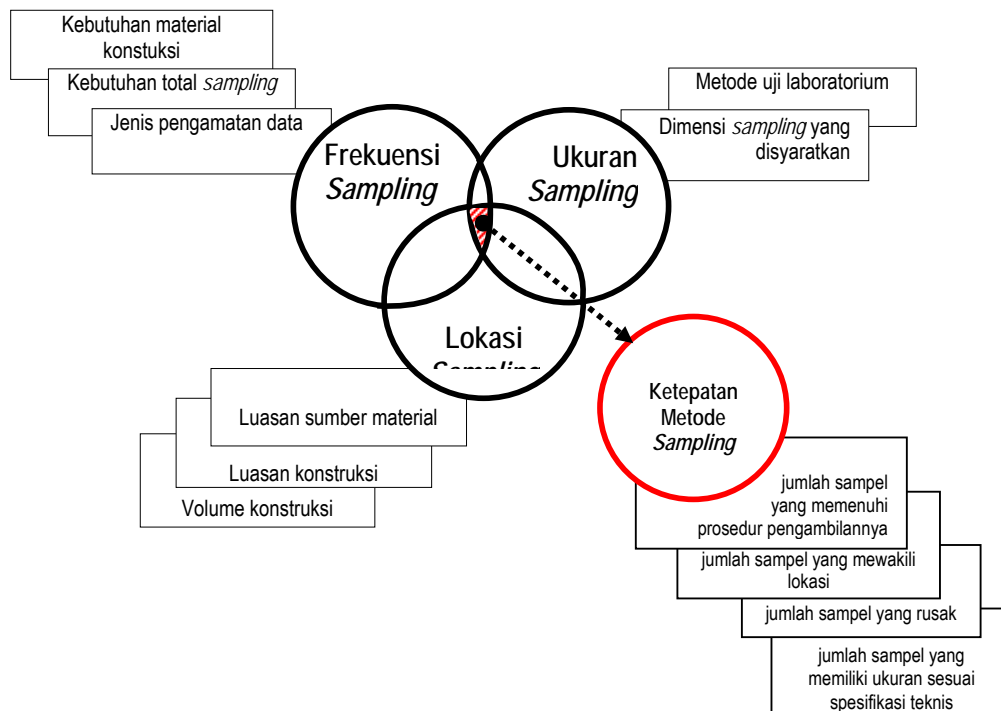 Kebutuhan material
konstuksi
Kebutuhan total sampling
Jenis pengamatan data
Metode uji laboratorium
Dimensi sampling yang
disyaratkan
Frekuensi
Sampling
Ukuran
Sampling
Lokasi
Sampling
Luasan sumber material
Luasan konstruksi
Volume konstruksi
Ketepatan
Metode
Sampling
jumlah sampel
yang memenuhi
prosedur pengambilannya
jumlah sampel yang mewakili
lokasi
jumlah sampel yang rusak
jumlah sampel yang
memiliki ukuran sesuai
spesifikasi teknis